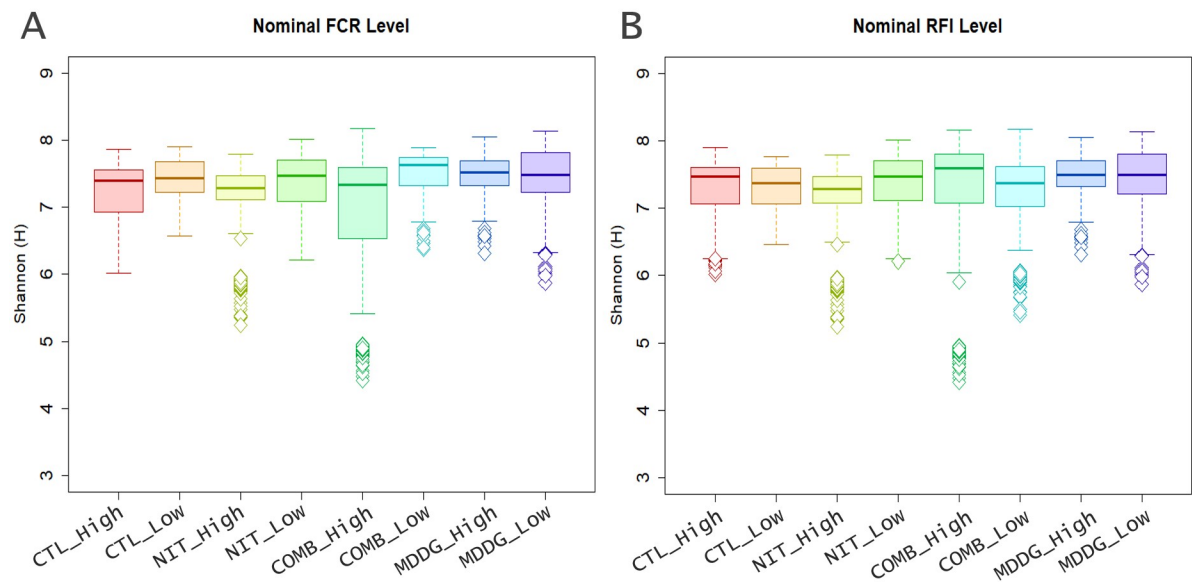 A
Nominal FCR Level
9
8
7
6
5
4
3
Shannon (H)
CTL_High
CTL_Low
NIT_High
NIT_Low
COMB_High
COMB_Low
MDDG_High
MDDG_Low
B
Nominal RFI Level
9
8
7
6
5
4
3
Shannon (H)
CTL_High
CTL_Low
NIT_High
NIT_Low
COMB_High
COMB_Low
MDDG_High
MDDG_Low